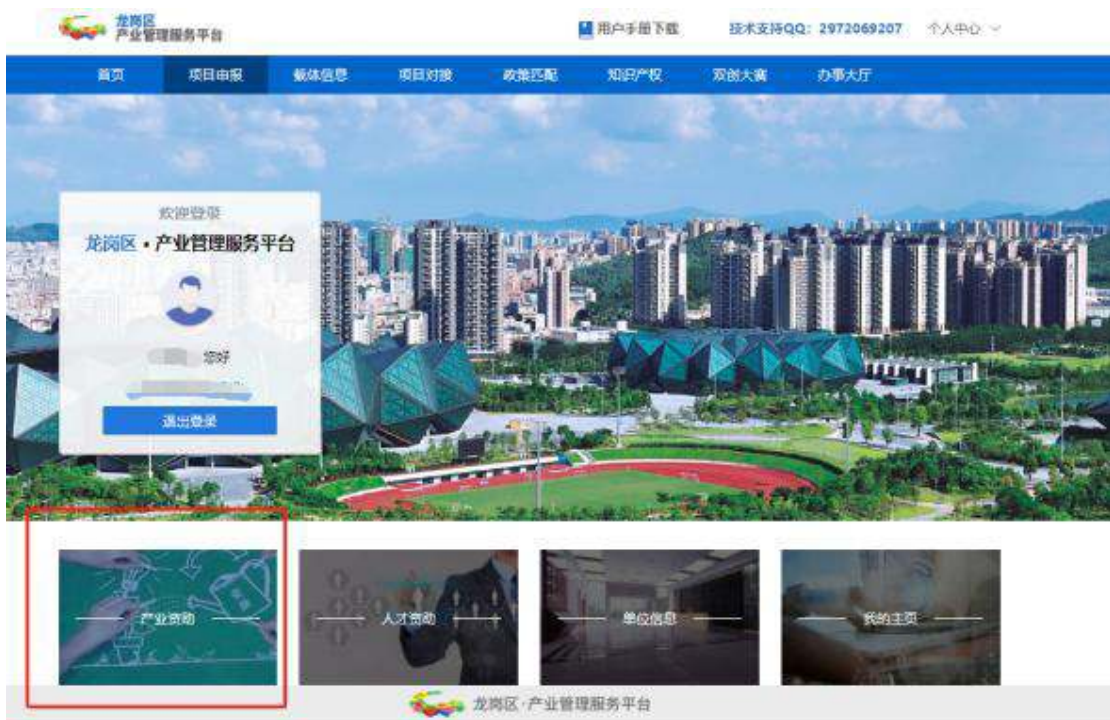 龙岗区
产业管理服务平台
用户手册下载
技术支持QQ：2972069207
个人中心
首页
项目申报
载体信息
项目对接
政策匹配
知识产权
双创大赛
办事大厅
欢迎登录
龙岗区·产业管理服务平台
您好
退出登录
产业资助
人才资助
单位信息
我的主页
龙岗区·产业管理服务平台